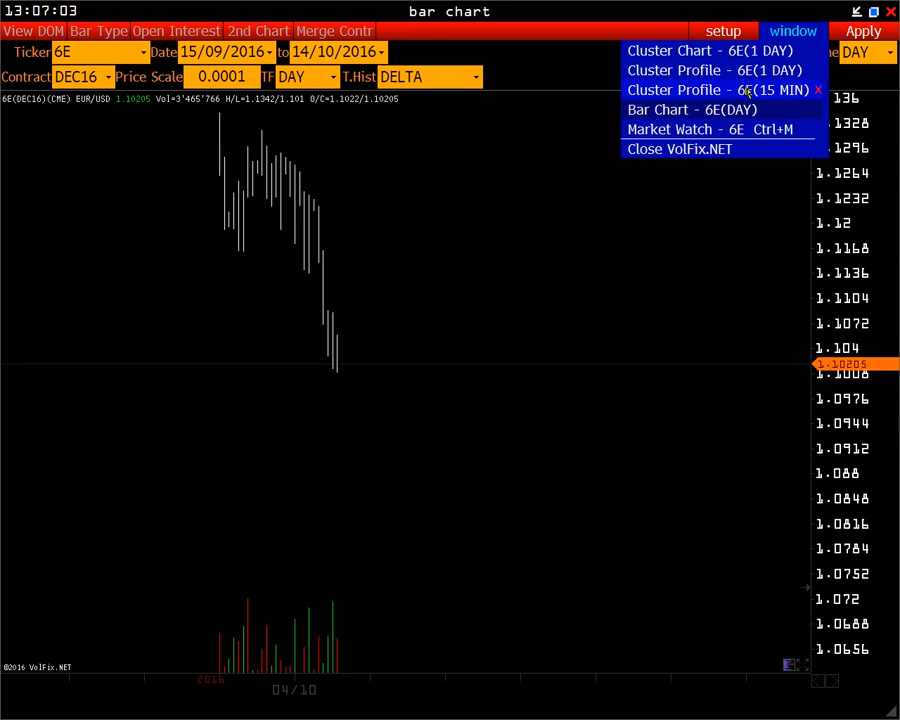 13:07:03 bar chart
View DOM Bar Type Open Interest 2nd Chart Merge Contr setup window Apply
Ticker 6E Date 15/09/2016 to 14/10/2016 DAY
Contract DEC16 Price Scale 0.0001 TF DAY T.Hist DELTA
Cluster Chart - 6E(1 DAY)
Cluster Profile - 6E(1 DAY)
Cluster Profile - 6E(15 MIN) x
Bar Chart - 6E(DAY)
Market Watch - 6E Ctrl+M
Close VolFix.NET
6E(DEC16)(CME) EUR/USD 1.10205 Vol=3'465'766 H/L=1.1342/1.101 O/C=1.1022/1.10205
1.1328
1.1296
1.1264
1.1232
1.12
1.1168
1.1136
1.1104
1.1072
1.104
1.10205
1.1008
1.0976
1.0944
1.0912
1.088
1.0848
1.0816
1.0784
1.0752
1.072
1.0688
1.0656
©2016 VolFix.NET
2016
04/10